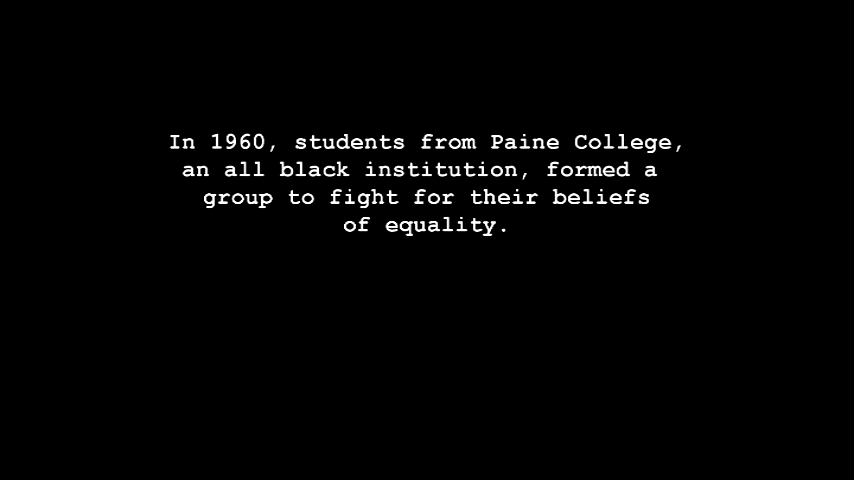 In 1960, students from Paine College,
an all black institution, formed a
group to fight for their beliefs
of equality.